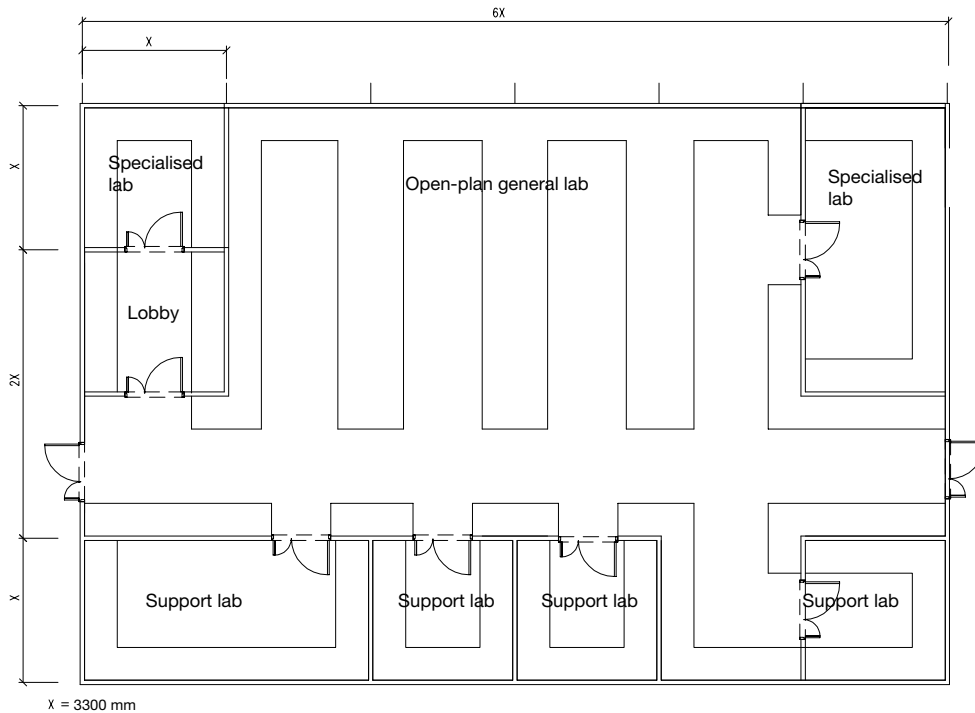 6X
X
X
Specialised
lab
Open-plan general lab
Specialised
lab
Lobby
2X
X
Support lab
Support lab
Support lab
Support lab
X = 3300 mm